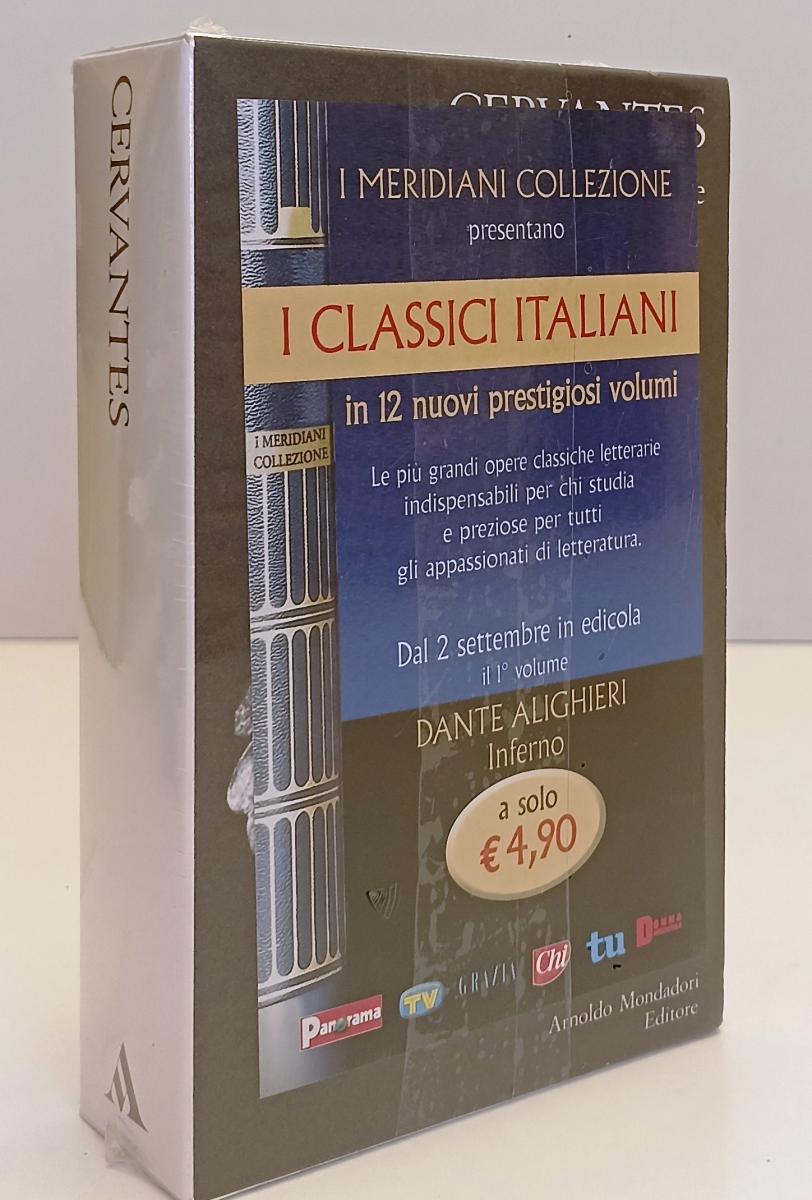 CERVANTES
CERVANTES
I MERIDIANI COLLEZIONE
presentano
I CLASSICI ITALIANI
in 12 nuovi prestigiosi volumi
I MERIDIANI
COLLEZIONE
Le più grandi opere classiche letterarie
indispensabili per chi studia
e preziose per tutti
gli appassionati di letteratura.
Dal 2 settembre in edicola
il 1° volume
DANTE ALIGHIERI
Inferno
a solo
€ 4,90
Panorama
TV
GRAZIA
Chi
tu
DONNA
Arnoldo Mondadori
Editore